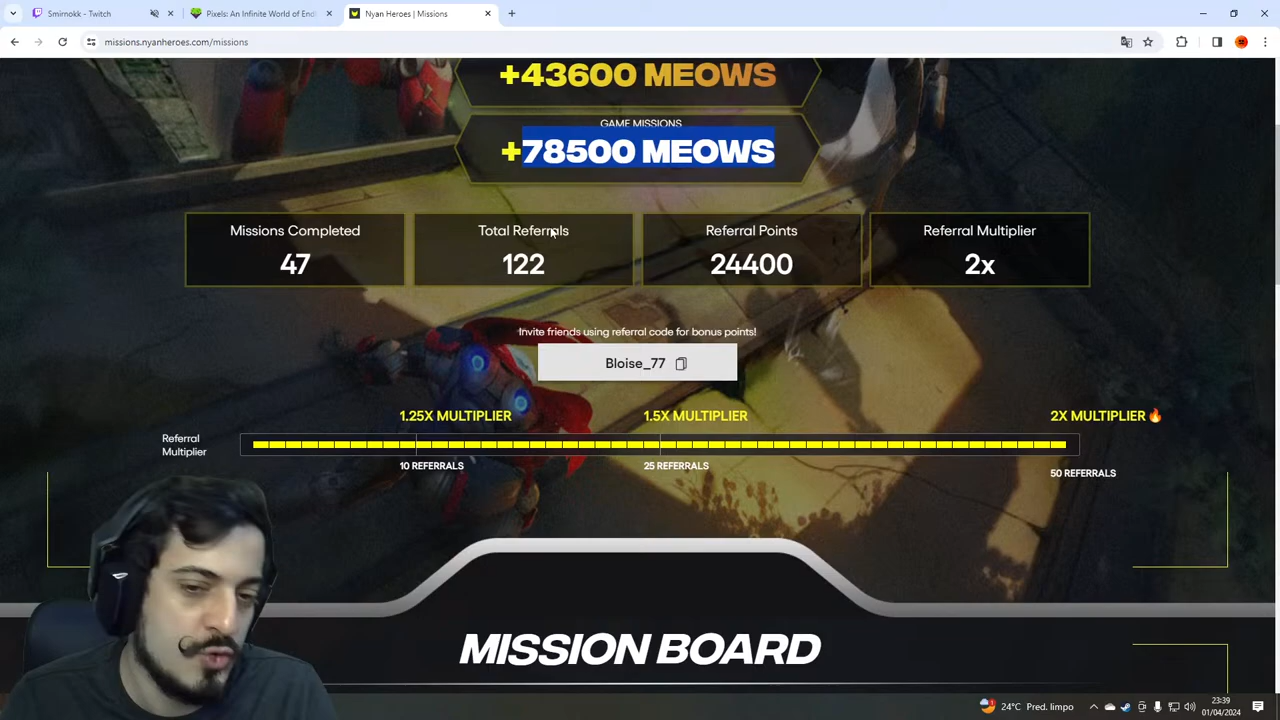 Smirnokk - Twitch
Pixels: An Infinite World of End
Nyan Heroes | Missions
missions.nyanheroes.com/missions
+43600 MEOWS
GAME MISSIONS
+78500 MEOWS
Missions Completed
47
Total Referrals
122
Referral Points
24400
Referral Multiplier
2x
Invite friends using referral code for bonus points!
Bloise_77
1.25X MULTIPLIER
1.5X MULTIPLIER
2X MULTIPLIER🔥
Referral
Multiplier
10 REFERRALS
25 REFERRALS
50 REFERRALS
MISSION BOARD
24°C Pred. limpo
23:39
01/04/2024